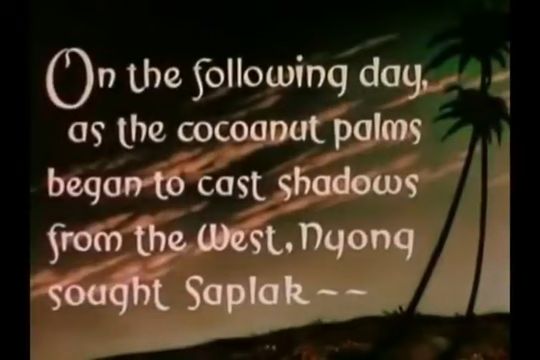 On the following day,
as the cocoanut palms
began to cast shadows
from the West, Nyong
sought Saplak~~